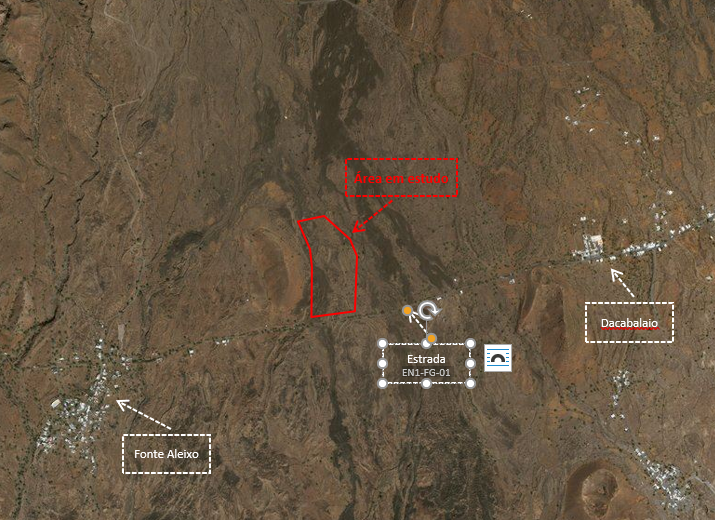 Área em estudo
Dacabalaio
Estrada
EN1-FG-01
Fonte Aleixo